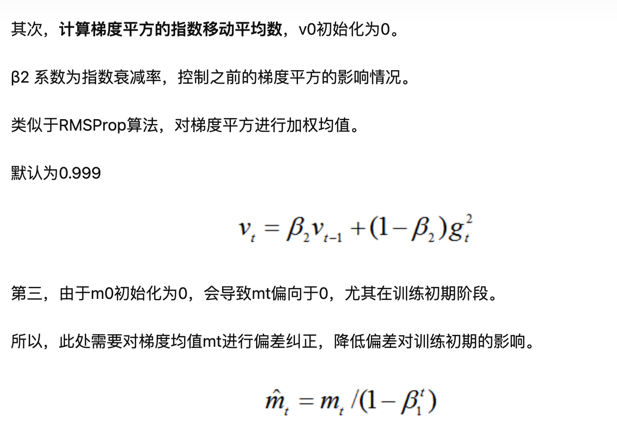 其次，计算梯度平方的指数移动平均数，v0初始化为0。
β2 系数为指数衰减率，控制之前的梯度平方的影响情况。
类似于RMSProp算法，对梯度平方进行加权均值。
默认为0.999
v_t = β_2 v_{t-1} + (1 − β_2) g_t^2
第三，由于m0初始化为0，会导致mt偏向于0，尤其在训练初期阶段。
所以，此处需要对梯度均值mt进行偏差纠正，降低偏差对训练初期的影响。
m̂_t = m_t /(1 − β_1^t)